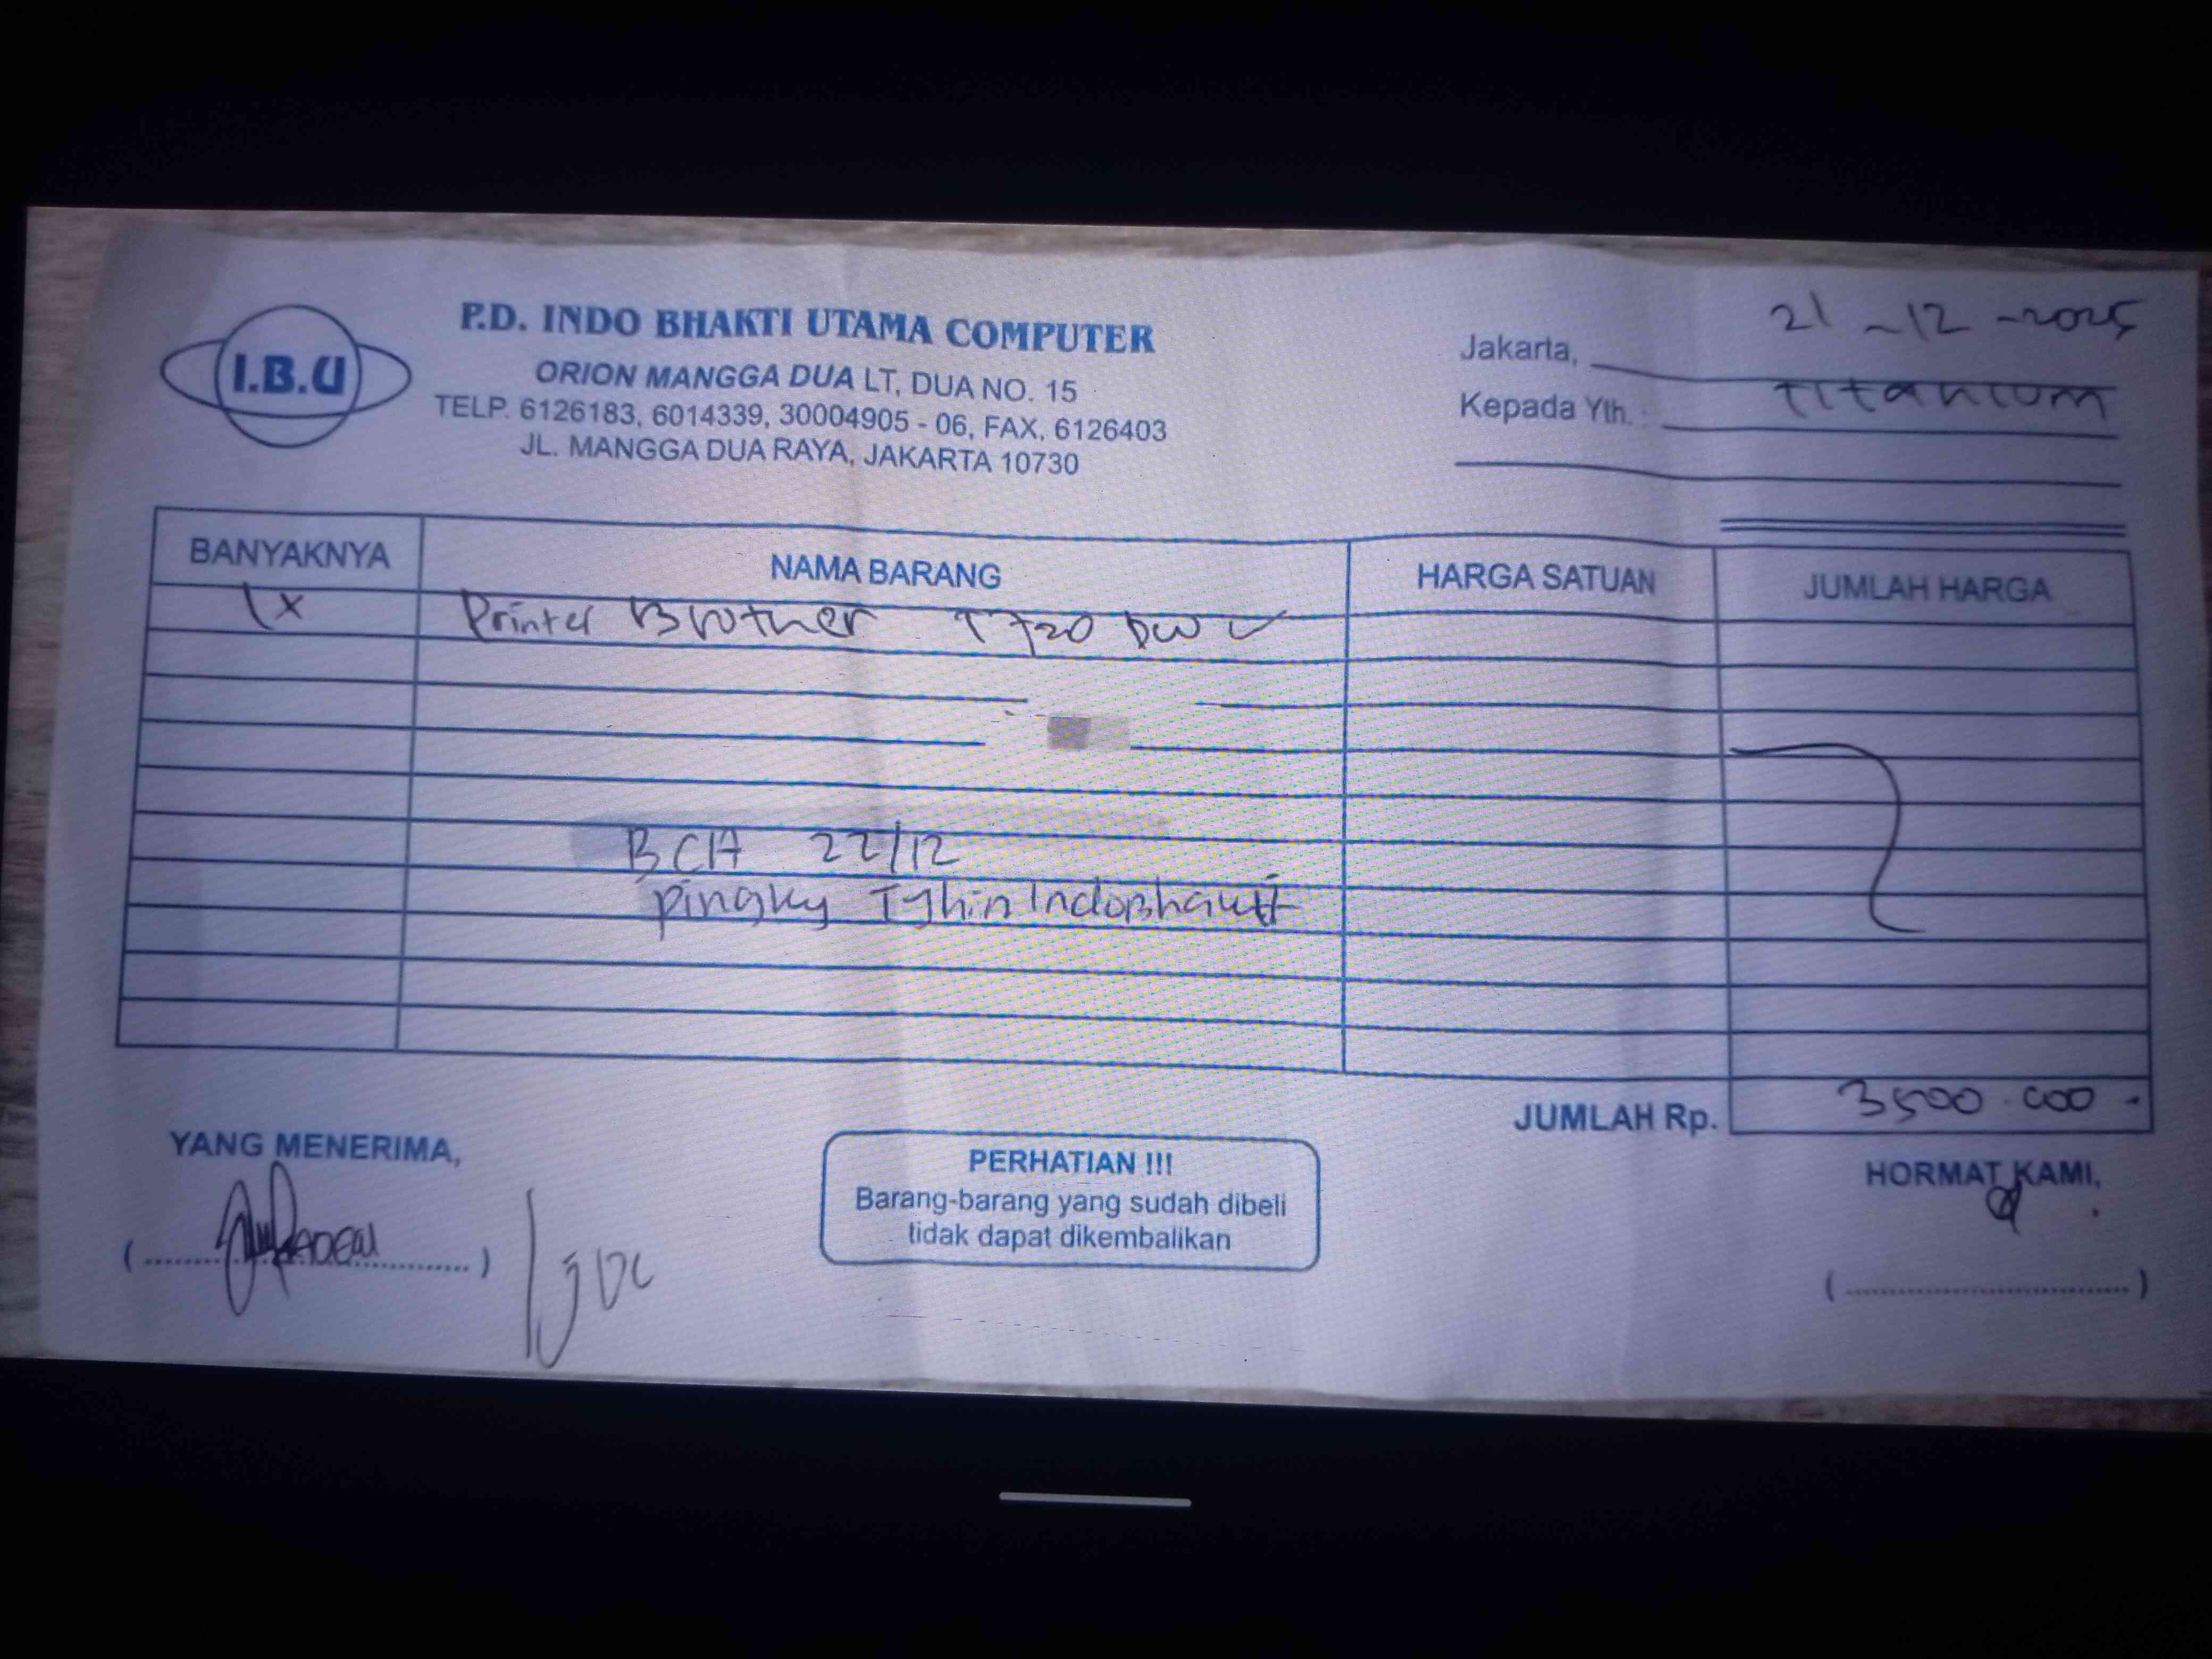 I.B.U
P.D. INDO BHAKTI UTAMA COMPUTER
ORION MANGGA DUA LT, DUA NO. 15
TELP. 6126183, 6014339, 30004905 - 06, FAX, 6126403
JL. MANGGA DUA RAYA, JAKARTA 10730
Jakarta, 21-12-2025
Kepada Yth. : Titanium
BANYAKNYA NAMA BARANG HARGA SATUAN JUMLAH HARGA
1x Printer Brother T720 DW
BCA 22/12
pingky IndoBhakti
JUMLAH Rp. 3500.000
YANG MENERIMA,
PERHATIAN !!!
Barang-barang yang sudah dibeli
tidak dapat dikembalikan
HORMAT KAMI,